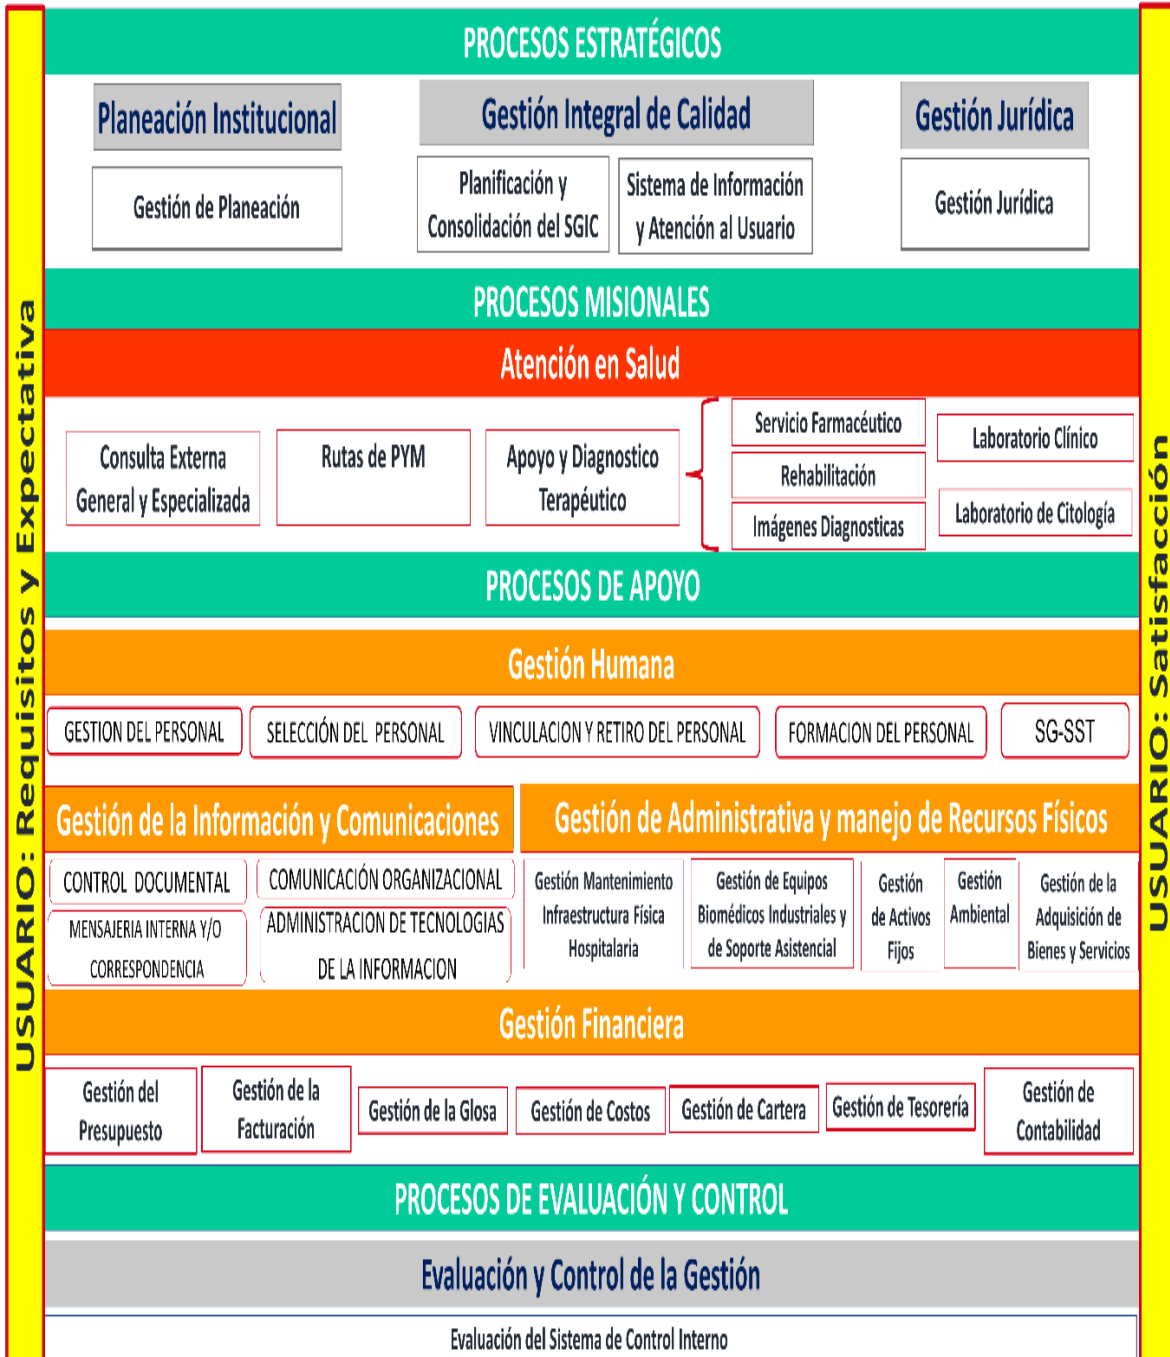 USUARIO: Requisitos y Expectativa
PROCESOS ESTRATÉGICOS
Planeación Institucional
Gestión Integral de Calidad
Gestión Jurídica
Gestión de Planeación
Planificación y
Consolidación del SGIC
Sistema de Información
y Atención al Usuario
Gestión Jurídica
PROCESOS MISIONALES
Atención en Salud
Consulta Externa
General y Especializada
Rutas de PYM
Apoyo y Diagnostico
Terapéutico
Servicio Farmacéutico
Rehabilitación
Imágenes Diagnosticas
Laboratorio Clínico
Laboratorio de Citología
PROCESOS DE APOYO
Gestión Humana
GESTION DEL PERSONAL
SELECCIÓN DEL PERSONAL
VINCULACION Y RETIRO DEL PERSONAL
FORMACION DEL PERSONAL
SG-SST
Gestión de la Información y Comunicaciones
Gestión de Administrativa y manejo de Recursos Físicos
CONTROL DOCUMENTAL
COMUNICACIÓN ORGANIZACIONAL
MENSAJERIA INTERNA Y/O
CORRESPONDENCIA
ADMINISTRACION DE TECNOLOGIAS
DE LA INFORMACION
Gestión Mantenimiento
Infraestructura Física
Hospitalaria
Gestión de Equipos
Biomédicos Industriales y
de Soporte Asistencial
Gestión
de Activos
Fijos
Gestión
Ambiental
Gestión de la
Adquisición de
Bienes y Servicios
Gestión Financiera
Gestión del
Presupuesto
Gestión de la
Facturación
Gestión de la Glosa
Gestión de Costos
Gestión de Cartera
Gestión de Tesorería
Gestión de
Contabilidad
PROCESOS DE EVALUACIÓN Y CONTROL
Evaluación y Control de la Gestión
Evaluación del Sistema de Control Interno
USUARIO: Satisfacción